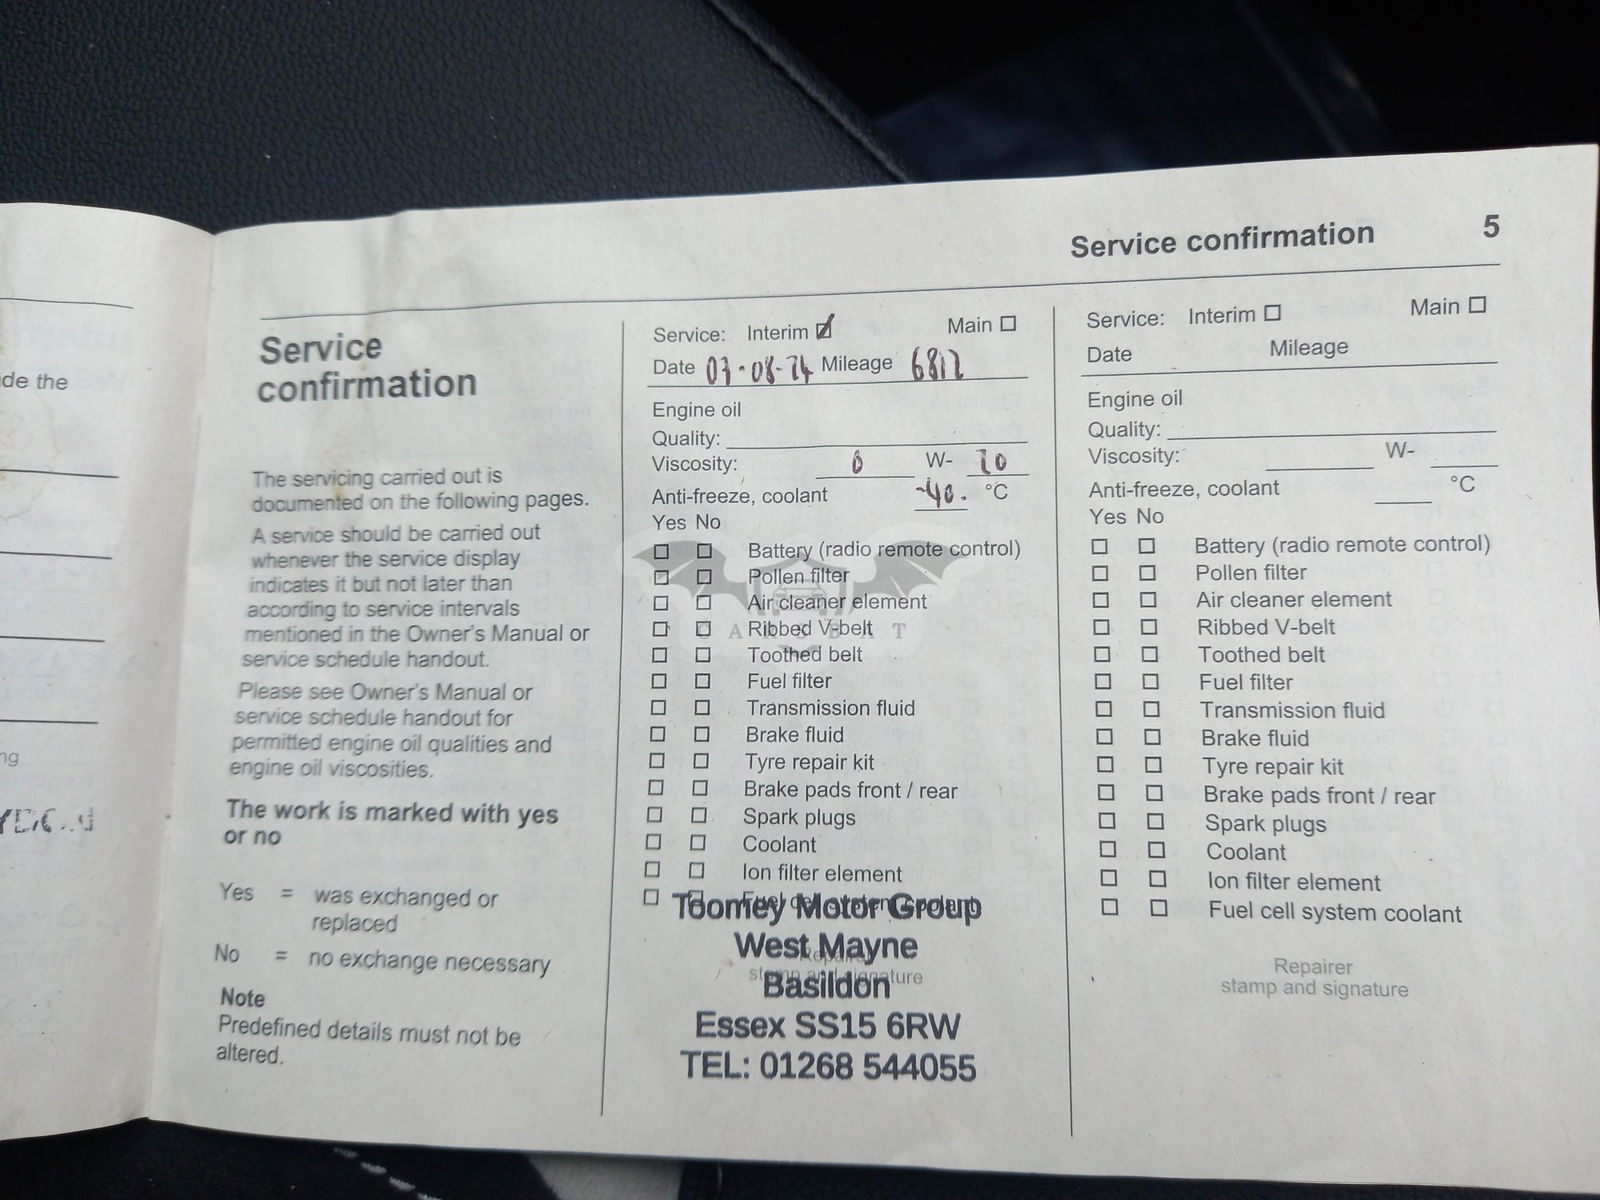 Service confirmation 5
de the
ng
Service
confirmation
The servicing carried out is
documented on the following pages.
A service should be carried out
whenever the service display
indicates it but not later than
according to service intervals
mentioned in the Owner's Manual or
service schedule handout.
Please see Owner's Manual or
service schedule handout for
permitted engine oil qualities and
engine oil viscosities.
The work is marked with yes
or no
Yes = was exchanged or
replaced
No = no exchange necessary
Note
Predefined details must not be
altered.
Service: Interim Main
Date 07-08-24 Mileage 6812
Engine oil
Quality:
Viscosity: 0 W- 20
Anti-freeze, coolant -40. °C
Yes No
Battery (radio remote control)
Pollen filter
Air cleaner element
Ribbed V-belt
CAROBAT
Toothed belt
Fuel filter
Transmission fluid
Brake fluid
Tyre repair kit
Brake pads front / rear
Spark plugs
Coolant
Ion filter element
Fuel cell system coolant
Toomey Motor Group
West Mayne
Repairer
stamp and signature
Basildon
Essex SS15 6RW
TEL: 01268 544055
Service: Interim Main
Date Mileage
Engine oil
Quality:
Viscosity: W-
Anti-freeze, coolant °C
Yes No
Battery (radio remote control)
Pollen filter
Air cleaner element
Ribbed V-belt
Toothed belt
Fuel filter
Transmission fluid
Brake fluid
Tyre repair kit
Brake pads front / rear
Spark plugs
Coolant
Ion filter element
Fuel cell system coolant
Repairer
stamp and signature